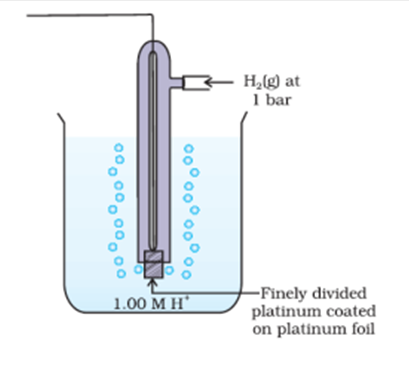 H₂(g) at
1 bar
1.00 M H⁺
Finely divided
platinum coated
on platinum foil